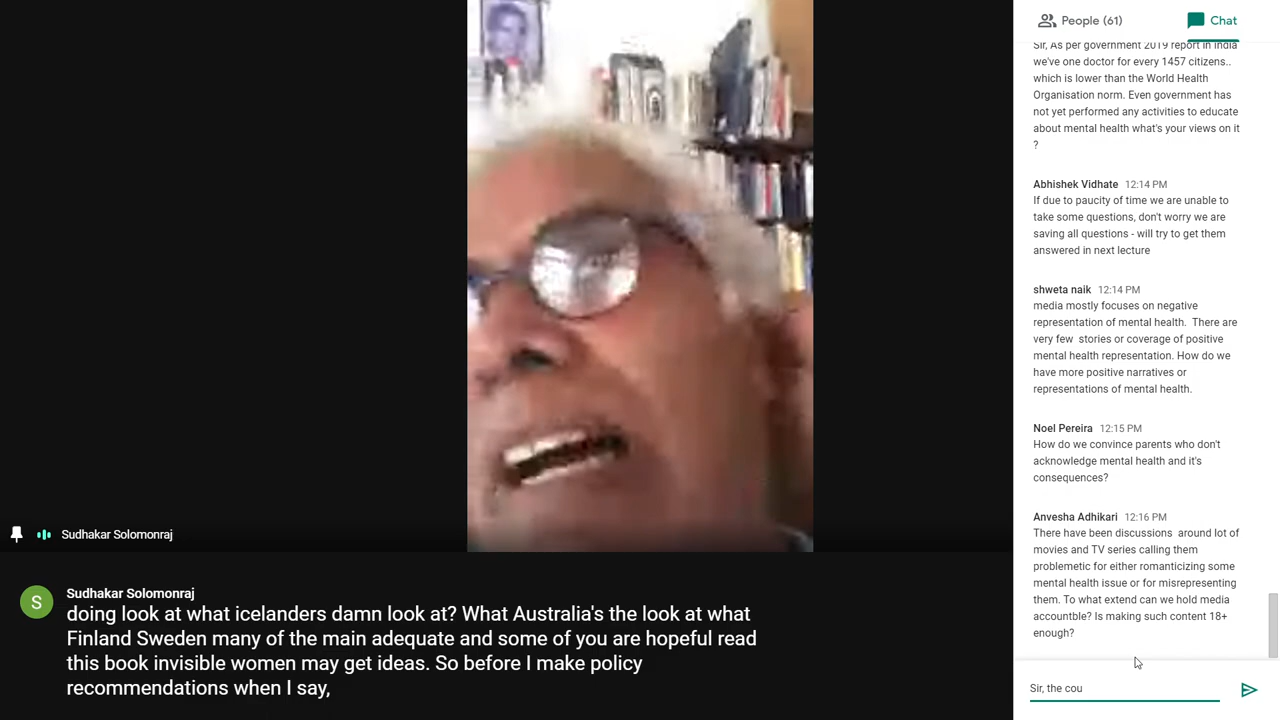 People (61)
Chat
Sir, As per government 2019 report in India
we've one doctor for every 1457 citizens..
which is lower than the World Health
Organisation norm. Even government has
not yet performed any activities to educate
about mental health what's your views on it
?
Abhishek Vidhate 12:14 PM
If due to paucity of time we are unable to
take some questions, don't worry we are
saving all questions - will try to get them
answered in next lecture
shweta naik 12:14 PM
media mostly focuses on negative
representation of mental health. There are
very few stories or coverage of positive
mental health representation. How do we
have more positive narratives or
representations of mental health.
Noel Pereira 12:15 PM
How do we convince parents who don't
acknowledge mental health and it's
consequences?
Anvesha Adhikari 12:16 PM
There have been discussions around lot of
movies and TV series calling them
problemetic for either romanticizing some
mental health issue or for misrepresenting
them. To what extend can we hold media
accountble? Is making such content 18+
enough?
Sir, the cou
Sudhakar Solomonraj
S
Sudhakar Solomonraj
doing look at what icelanders damn look at? What Australia's the look at what
Finland Sweden many of the main adequate and some of you are hopeful read
this book invisible women may get ideas. So before I make policy
recommendations when I say,